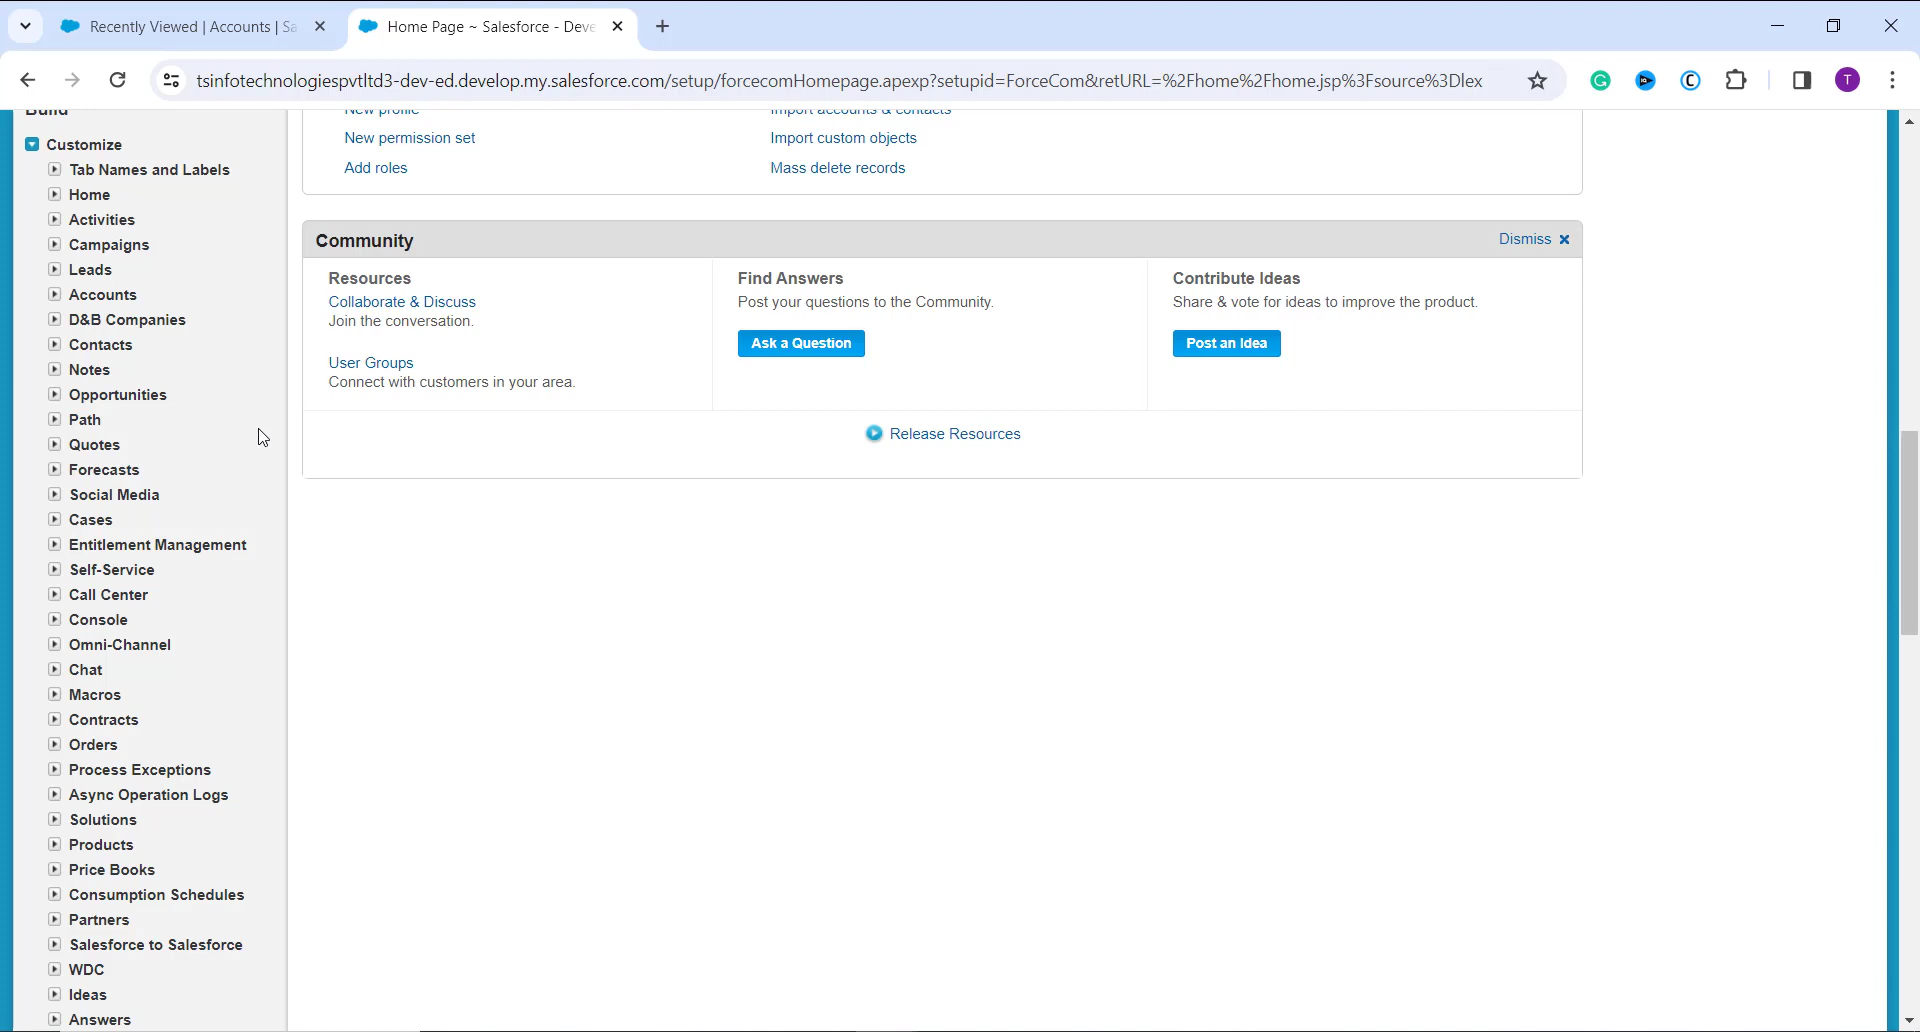 Recently Viewed | Accounts | Sa
Home Page ~ Salesforce - Deve
tsinfotechnologiespvtltd3-dev-ed.develop.my.salesforce.com/setup/forcecomHomepage.apexp?setupid=ForceCom&retURL=%2Fhome%2Fhome.jsp%3Fsource%3Dlex
T
Build
Customize
Tab Names and Labels
Home
Activities
Campaigns
Leads
Accounts
D&B Companies
Contacts
Notes
Opportunities
Path
Quotes
Forecasts
Social Media
Cases
Entitlement Management
Self-Service
Call Center
Console
Omni-Channel
Chat
Macros
Contracts
Orders
Process Exceptions
Async Operation Logs
Solutions
Products
Price Books
Consumption Schedules
Partners
Salesforce to Salesforce
WDC
Ideas
Answers
New profile
Import accounts & contacts
New permission set
Import custom objects
Add roles
Mass delete records
Community
Dismiss
Resources
Collaborate & Discuss
Join the conversation.
User Groups
Connect with customers in your area.
Find Answers
Post your questions to the Community.
Ask a Question
Contribute Ideas
Share & vote for ideas to improve the product.
Post an Idea
Release Resources